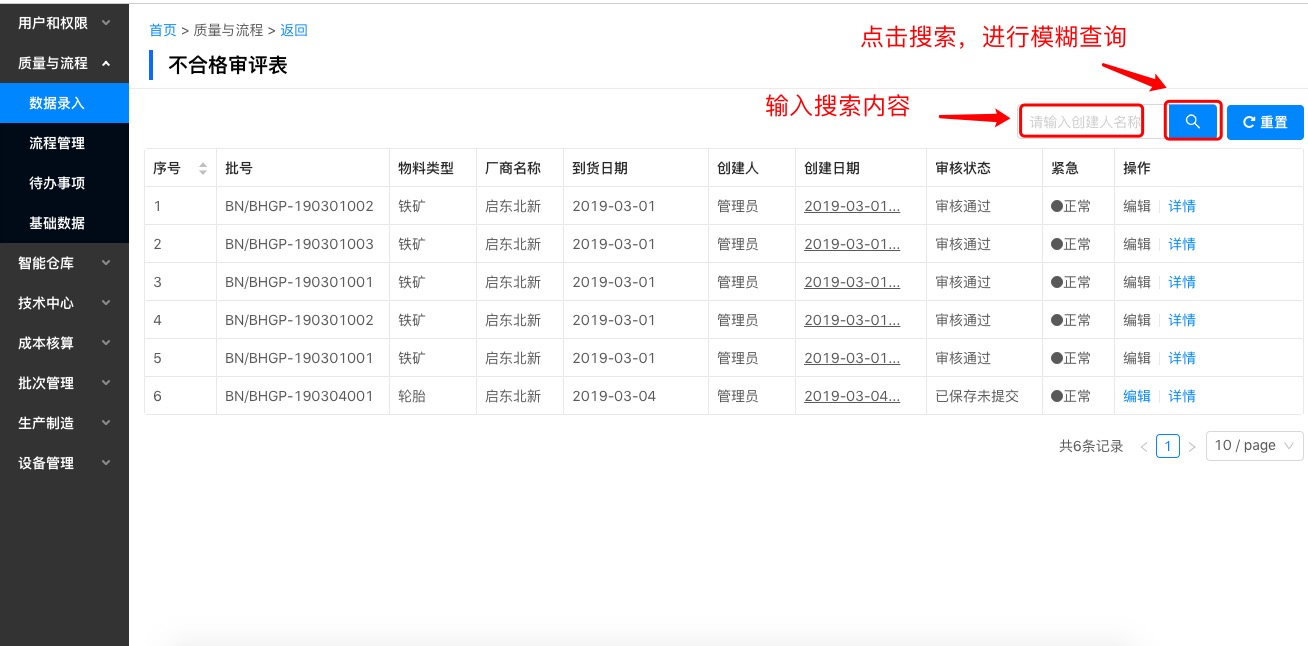 用户和权限
质量与流程
数据录入
流程管理
待办事项
基础数据
智能仓库
技术中心
成本核算
批次管理
生产制造
设备管理
首页 > 质量与流程 > 返回
不合格审评表
点击搜索，进行模糊查询
输入搜索内容
请输入创建人名称
重置
序号 批号 物料类型 厂商名称 到货日期 创建人 创建日期 审核状态 紧急 操作
1 BN/BHGP-190301002 铁矿 启东北新 2019-03-01 管理员 2019-03-01... 审核通过 正常 编辑 详情
2 BN/BHGP-190301003 铁矿 启东北新 2019-03-01 管理员 2019-03-01... 审核通过 正常 编辑 详情
3 BN/BHGP-190301001 铁矿 启东北新 2019-03-01 管理员 2019-03-01... 审核通过 正常 编辑 详情
4 BN/BHGP-190301002 铁矿 启东北新 2019-03-01 管理员 2019-03-01... 审核通过 正常 编辑 详情
5 BN/BHGP-190301001 铁矿 启东北新 2019-03-01 管理员 2019-03-01... 审核通过 正常 编辑 详情
6 BN/BHGP-190304001 轮胎 启东北新 2019-03-04 管理员 2019-03-04... 已保存未提交 正常 编辑 详情
共6条记录 < 1 > 10 / page